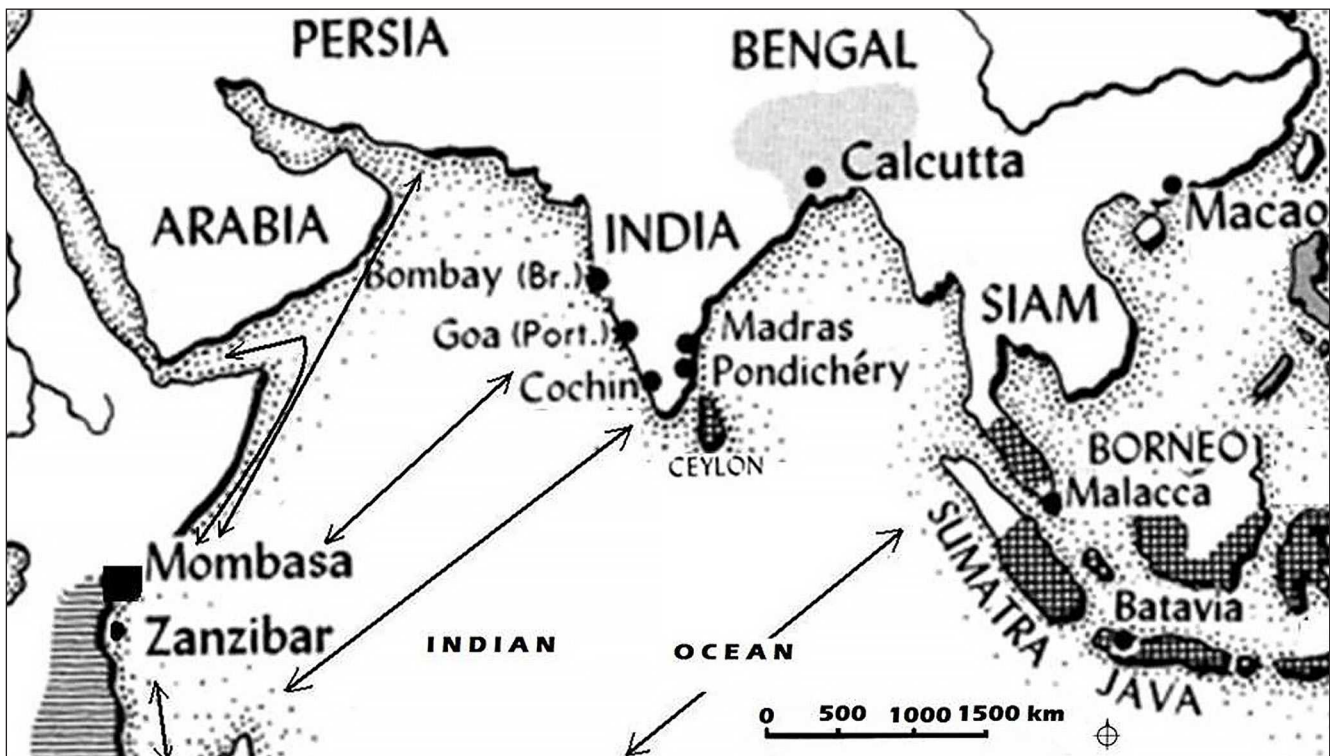 PERSIA
BENGAL
Calcutta
ARABIA
INDIA
Macao
Bombay (Br.)
SIAM
Goa (Port.)
Madras
Cochin
Pondichéry
BORNEO
CEYLON
Malacca
SUMATRA
Mombasa
Batavia
Zanzibar
INDIAN OCEAN
JAVA
0 500 1000 1500 km